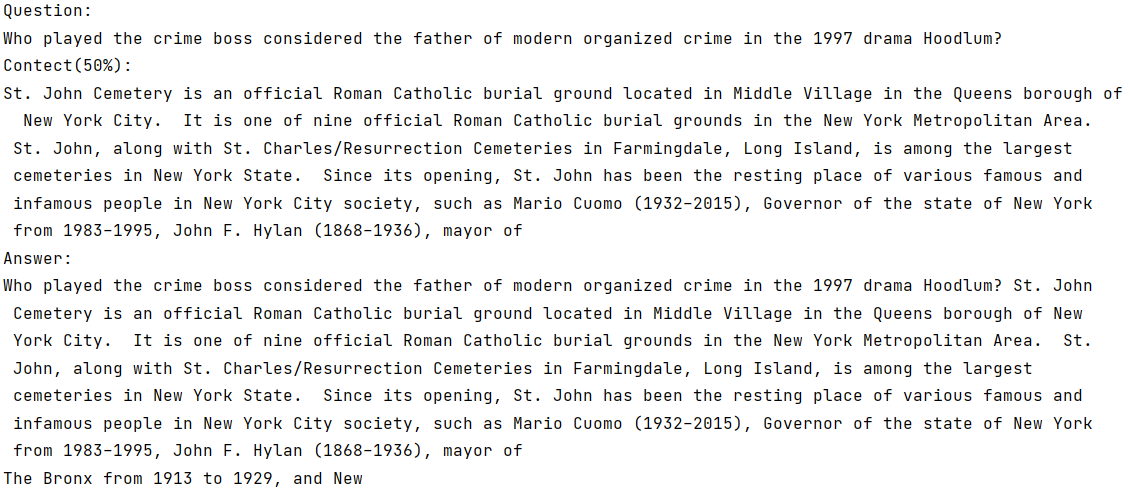 Question:
Who played the crime boss considered the father of modern organized crime in the 1997 drama Hoodlum?
Contect(50%):
St. John Cemetery is an official Roman Catholic burial ground located in Middle Village in the Queens borough of
New York City.  It is one of nine official Roman Catholic burial grounds in the New York Metropolitan Area.
St. John, along with St. Charles/Resurrection Cemeteries in Farmingdale, Long Island, is among the largest
cemeteries in New York State.  Since its opening, St. John has been the resting place of various famous and
infamous people in New York City society, such as Mario Cuomo (1932–2015), Governor of the state of New York
from 1983–1995, John F. Hylan (1868–1936), mayor of
Answer:
Who played the crime boss considered the father of modern organized crime in the 1997 drama Hoodlum? St. John
Cemetery is an official Roman Catholic burial ground located in Middle Village in the Queens borough of New
York City.  It is one of nine official Roman Catholic burial grounds in the New York Metropolitan Area.  St.
John, along with St. Charles/Resurrection Cemeteries in Farmingdale, Long Island, is among the largest
cemeteries in New York State.  Since its opening, St. John has been the resting place of various famous and
infamous people in New York City society, such as Mario Cuomo (1932–2015), Governor of the state of New York
from 1983–1995, John F. Hylan (1868–1936), mayor of
The Bronx from 1913 to 1929, and New